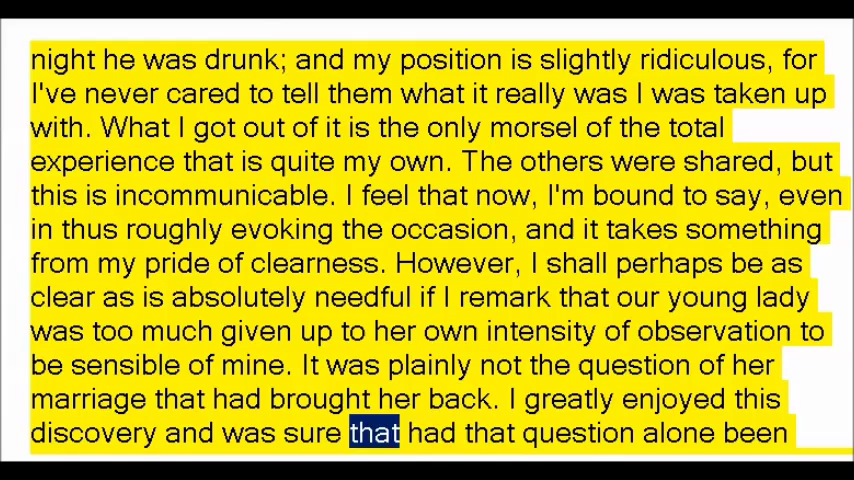 night he was drunk; and my position is slightly ridiculous, for
I've never cared to tell them what it really was I was taken up
with. What I got out of it is the only morsel of the total
experience that is quite my own. The others were shared, but
this is incommunicable. I feel that now, I'm bound to say, even
in thus roughly evoking the occasion, and it takes something
from my pride of clearness. However, I shall perhaps be as
clear as is absolutely needful if I remark that our young lady
was too much given up to her own intensity of observation to
be sensible of mine. It was plainly not the question of her
marriage that had brought her back. I greatly enjoyed this
discovery and was sure that had that question alone been